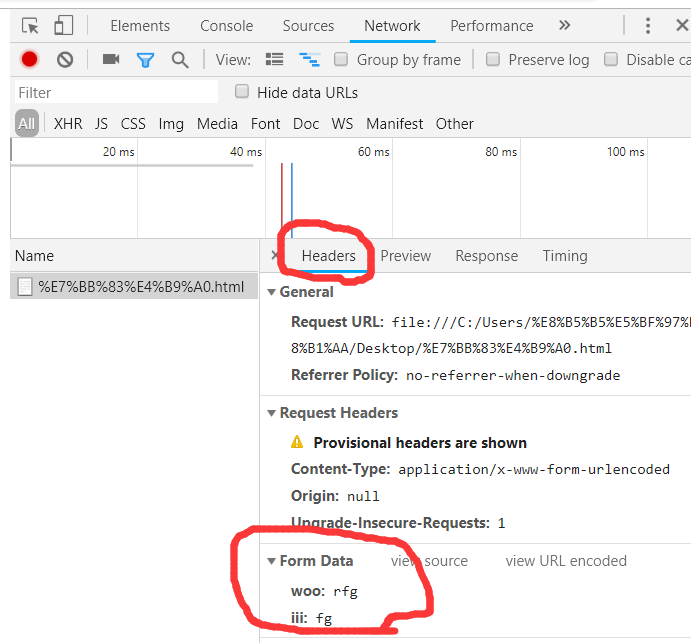 Elements Console Sources Network Performance »
View: Group by frame Preserve log Disable ca
Filter Hide data URLs
All XHR JS CSS Img Media Font Doc WS Manifest Other
20 ms 40 ms 60 ms 80 ms 100 ms
Name
%E7%BB%83%E4%B9%A0.html
× Headers Preview Response Timing
General
Request URL: file:///C:/Users/%E8%B5%B5%E5%BF%97%E
8%B1%AA/Desktop/%E7%BB%83%E4%B9%A0.html
Referrer Policy: no-referrer-when-downgrade
Request Headers
Provisional headers are shown
Content-Type: application/x-www-form-urlencoded
Origin: null
Upgrade-Insecure-Requests: 1
Form Data view source view URL encoded
woo: rfg
iii: fg